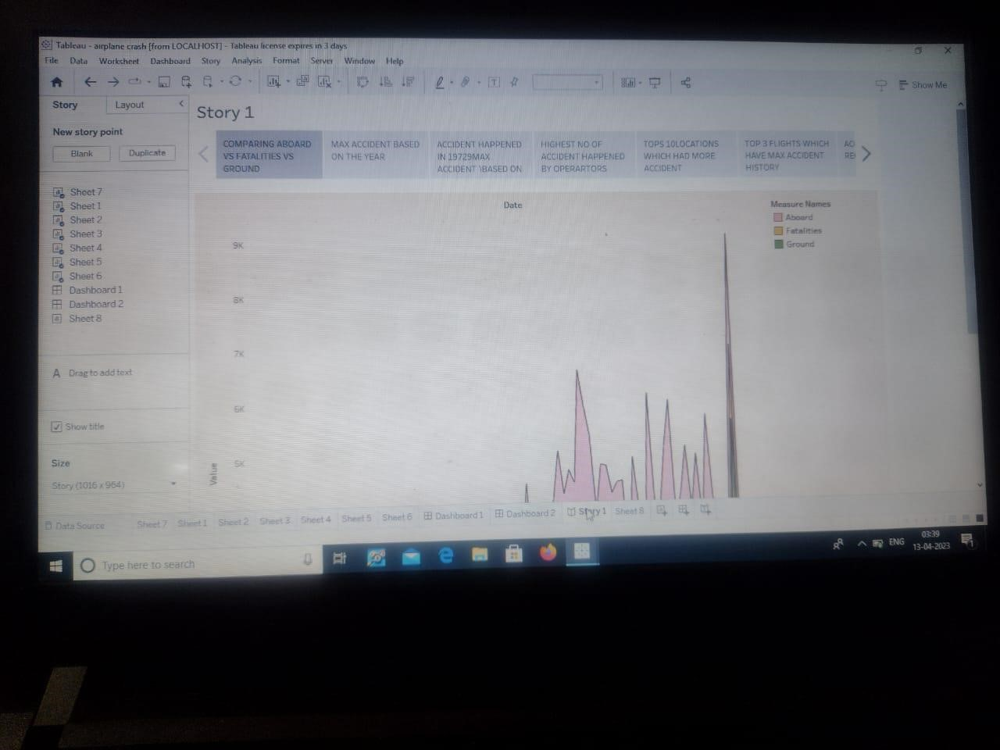 Tableau - airplane crash [from LOCALHOST] - Tableau license expires in 3 days
File Data Worksheet Dashboard Story Analysis Format Server Window Help
Show Me
Story Layout
New story point
Blank Duplicate
Sheet 7
Sheet 1
Sheet 2
Sheet 3
Sheet 4
Sheet 5
Sheet 6
Dashboard 1
Dashboard 2
Sheet 8
A Drag to add text
Show title
Size
Story (1016 x 964)
Story 1
COMPARING ABOARD
VS FATALITIES VS
GROUND
MAX ACCIDENT BASED
ON THE YEAR
ACCIDENT HAPPENED
IN 19729MAX
ACCIDENT \BASED ON
HIGHEST NO OF
ACCIDENT HAPPENED
BY OPERARTORS
TOPS 10LOCATIONS
WHICH HAD MORE
ACCIDENT
TOP 3 FLIGHTS WHICH
HAVE MAX ACCIDENT
HISTORY
AO
RE
Date
Measure Names
Aboard
Fatalities
Ground
9K
8K
7K
6K
5K
Value
Data Source Sheet 7 Sheet 1 Sheet 2 Sheet 3 Sheet 4 Sheet 5 Sheet 6 Dashboard 1 Dashboard 2 Story 1 Sheet 8
Type here to search
ENG
03:39
13-04-2023